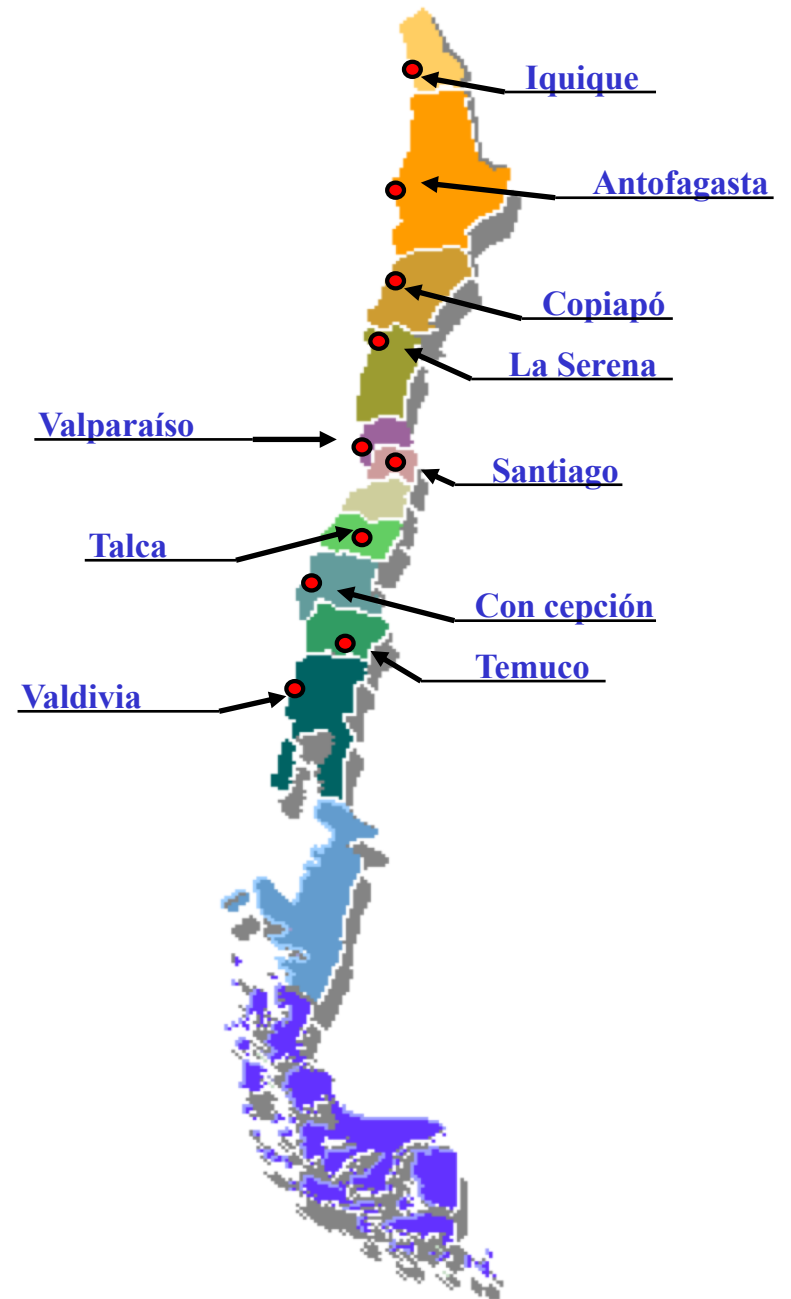 Iquique
Antofagasta
Copiapó
La Serena
Valparaíso
Santiago
Talca
Con cepción
Temuco
Valdivia